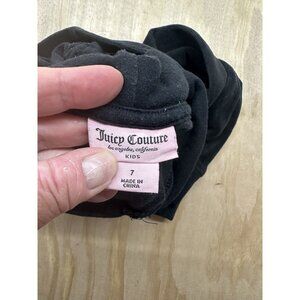 Juicy Couture
los angeles, california
KIDS
7
MADE IN
CHINA